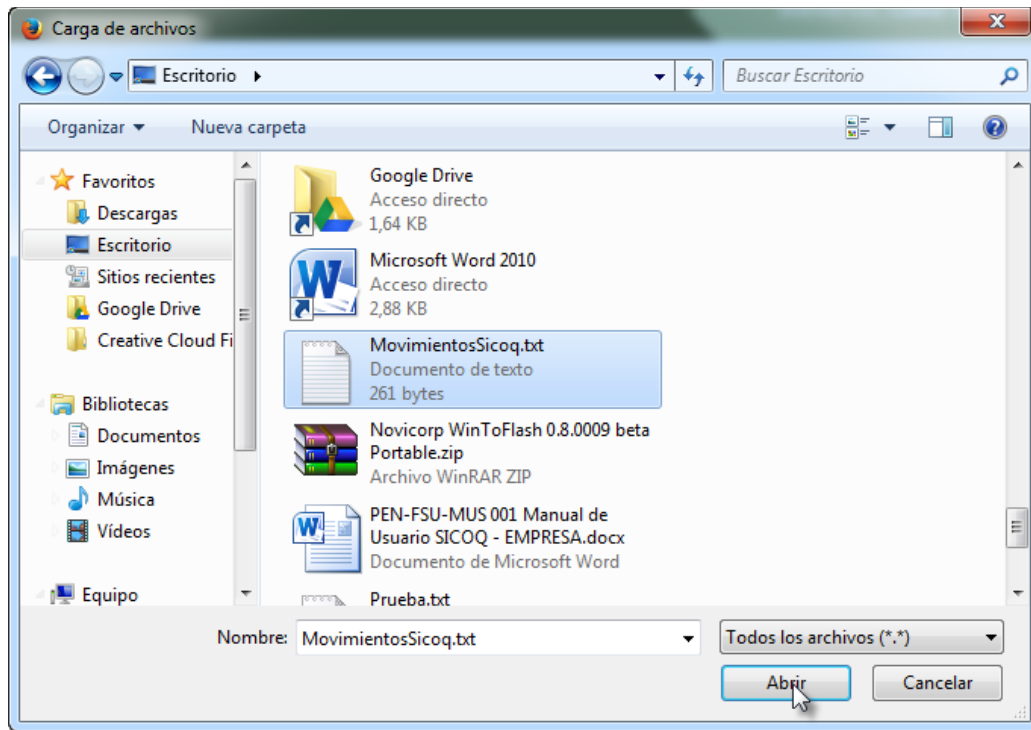 Carga de archivos
Escritorio
Buscar Escritorio
Organizar
Nueva carpeta
Favoritos
Descargas
Escritorio
Sitios recientes
Google Drive
Creative Cloud Fi
Bibliotecas
Documentos
Imágenes
Música
Vídeos
Equipo
Google Drive
Acceso directo
1,64 KB
Microsoft Word 2010
Acceso directo
2,88 KB
MovimientosSicoq.txt
Documento de texto
261 bytes
Novicorp WinToFlash 0.8.0009 beta
Portable.zip
Archivo WinRAR ZIP
PEN-FSU-MUS 001 Manual de
Usuario SICOQ - EMPRESA.docx
Documento de Microsoft Word
Prueba.txt
Nombre: MovimientosSicoq.txt
Todos los archivos (*.*)
Abrir
Cancelar